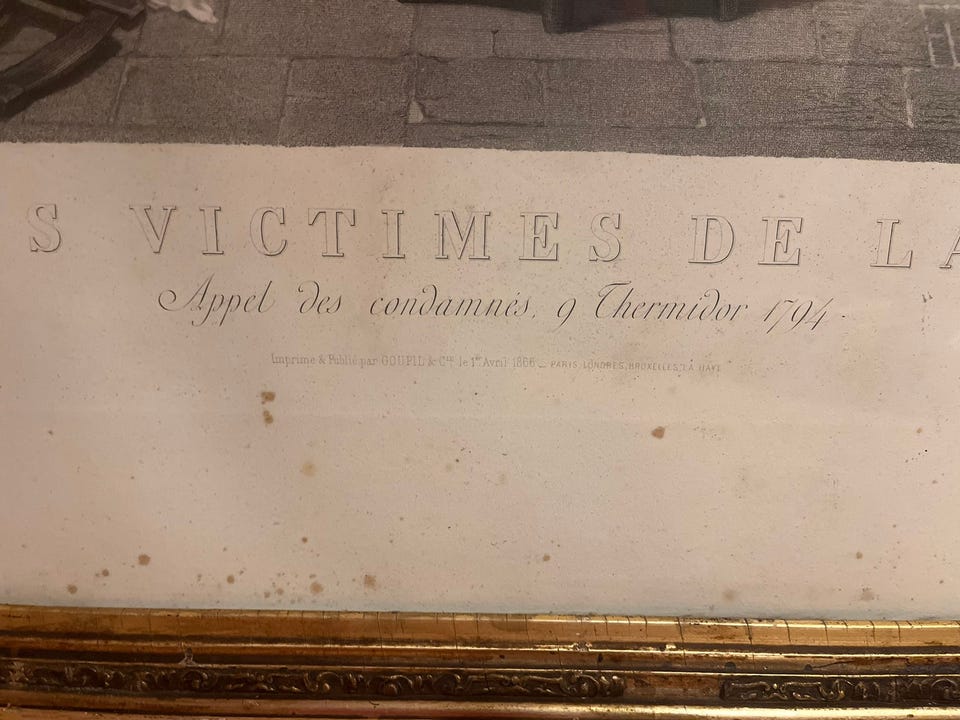 S VICTIMES DE LA
Appel des condamnés, 9 Thermidor 1794
Imprimé & Publié par GOUPIL & Cie le 1er Avril 1866 _ PARIS, LONDRES, BRUXELLES, LA HAYE